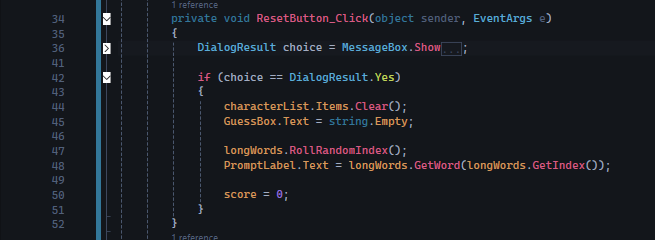 1 reference
34 private void ResetButton_Click(object sender, EventArgs e)
35 {
36 DialogResult choice = MessageBox.Show...;
41
42 if (choice == DialogResult.Yes)
43 {
44 characterList.Items.Clear();
45 GuessBox.Text = string.Empty;
46
47 longWords.RollRandomIndex();
48 PromptLabel.Text = longWords.GetWord(longWords.GetIndex());
49
50 score = 0;
51 }
52 }
1 reference